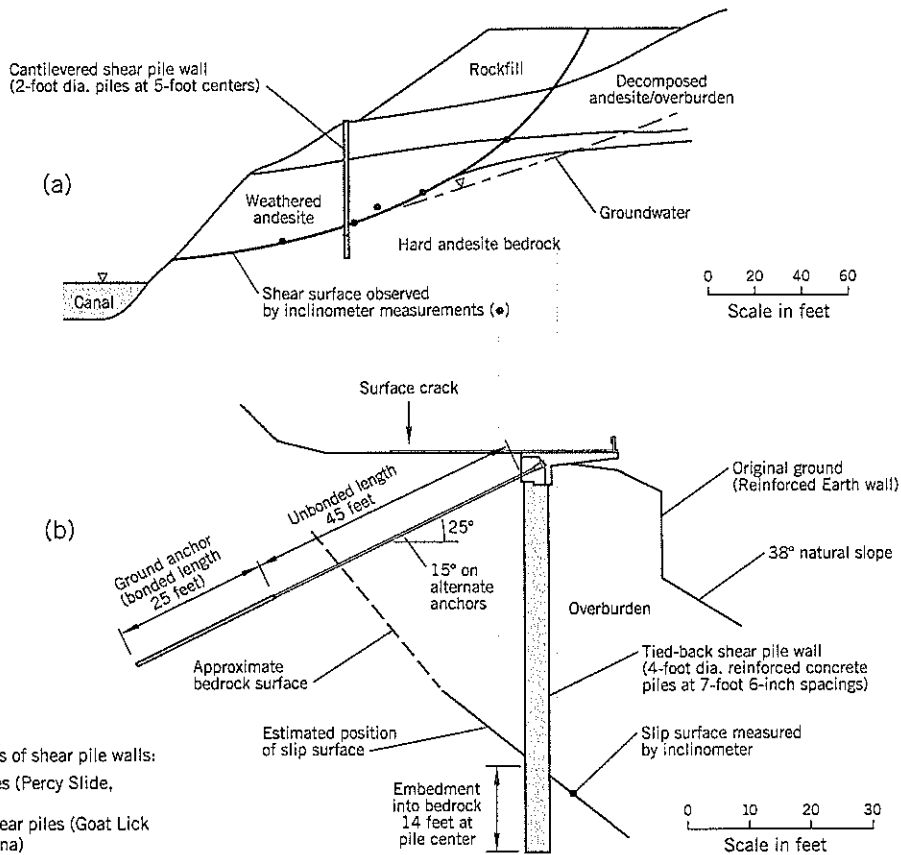 Cantilevered shear pile wall
(2-foot dia. piles at 5-foot centers)
Rockfill
Decomposed
andesite/overburden
(a)
Weathered
andesite
Groundwater
Hard andesite bedrock
Canal
Shear surface observed
by inclinometer measurements (•)
0 20 40 60
Scale in feet
Surface crack
Original ground
(Reinforced Earth wall)
Unbonded length
45 feet
(b)
25°
38° natural slope
Ground anchor
(bonded length
25 feet)
15° on
alternate
anchors
Overburden
Approximate
bedrock surface
Tied-back shear pile wall
(4-foot dia. reinforced concrete
piles at 7-foot 6-inch spacings)
Estimated position
of slip surface
Slip surface measured
by inclinometer
s of shear pile walls:
es (Percy Slide,
Embedment
into bedrock
14 feet at
pile center
ear piles (Goat Lick
na)
0 10 20 30
Scale in feet